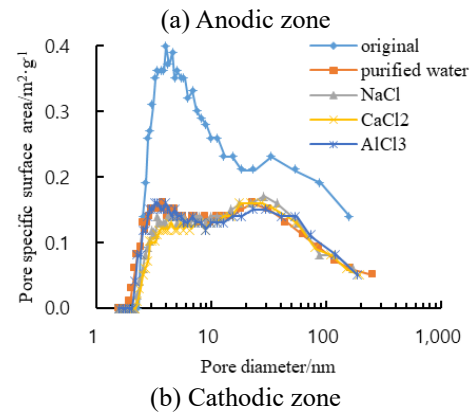 (a) Anodic zone
Pore specific surface area/m²·g⁻¹
0.4
0.3
0.2
0.1
0.0
original
purified water
NaCl
CaCl2
AlCl3
1 10 100 1,000
Pore diameter/nm
(b) Cathodic zone